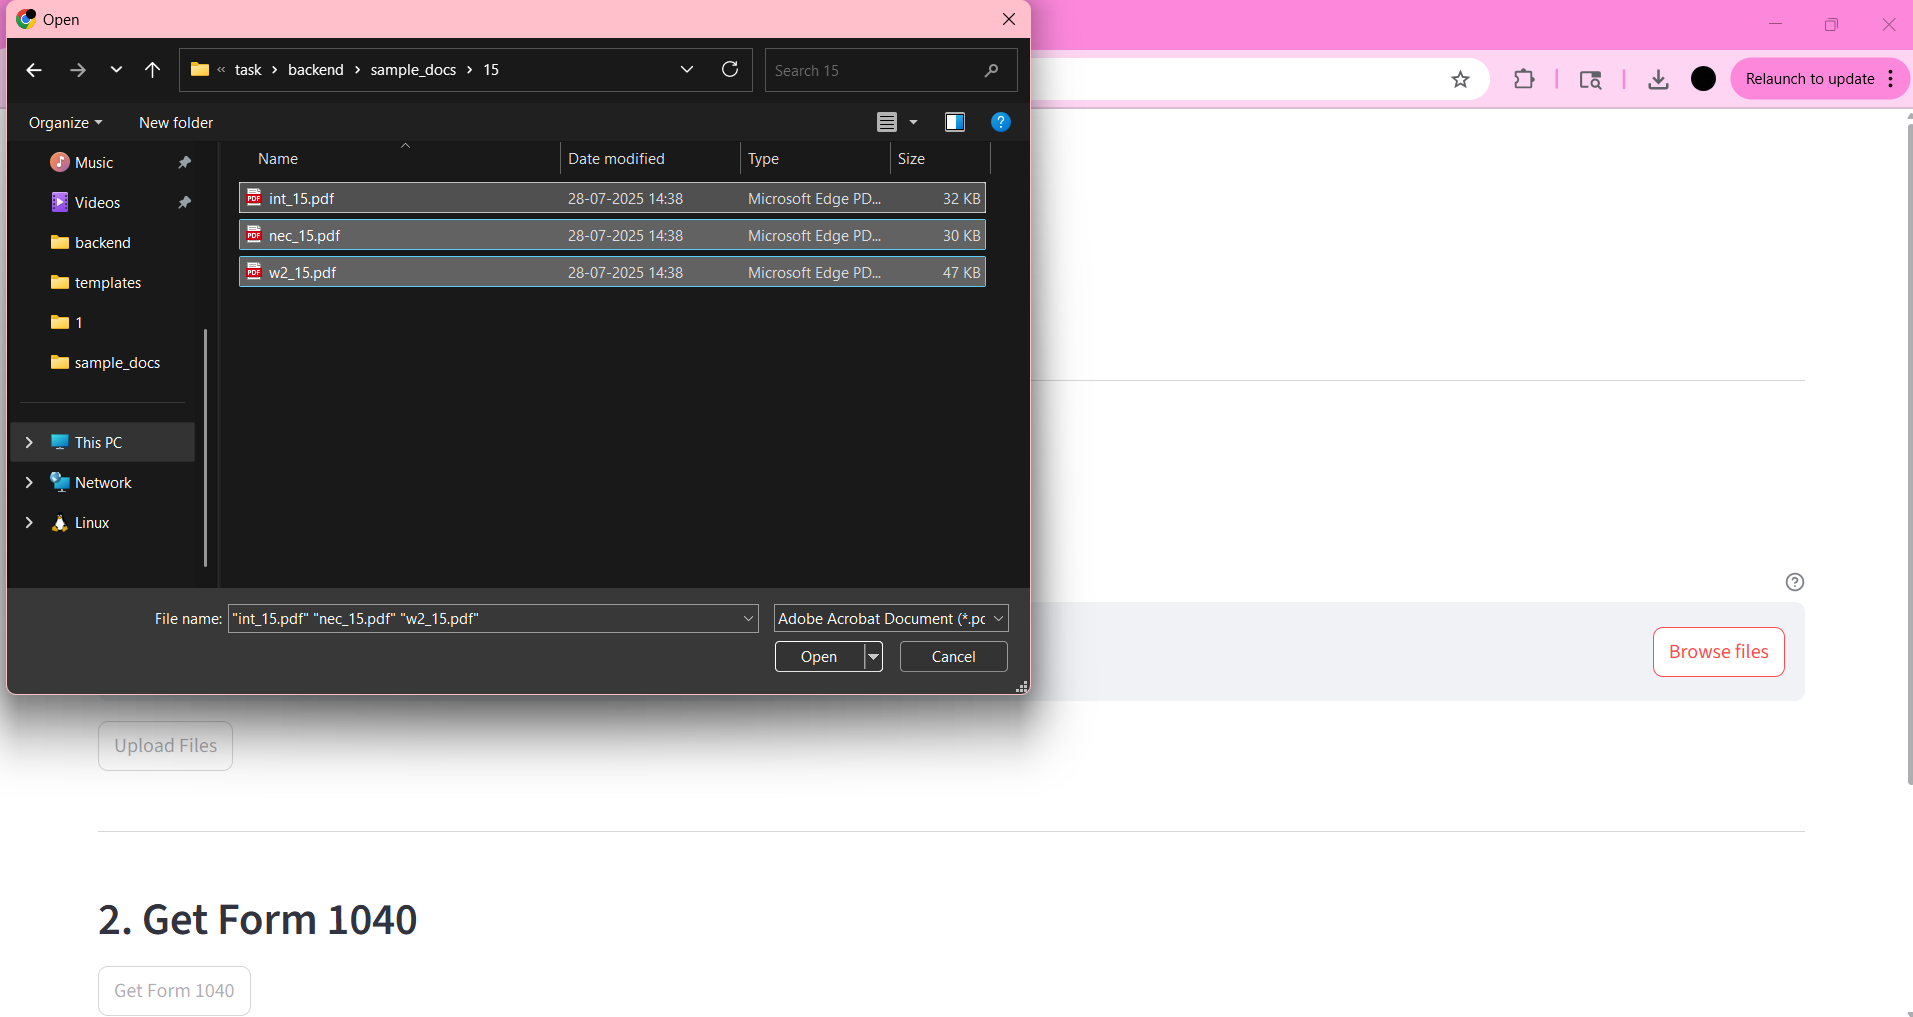 Open
« task › backend › sample_docs › 15
Search 15
Relaunch to update
Organize
New folder
Music
Videos
backend
templates
1
sample_docs
This PC
Network
Linux
Name Date modified Type Size
int_15.pdf 28-07-2025 14:38 Microsoft Edge PD... 32 KB
nec_15.pdf 28-07-2025 14:38 Microsoft Edge PD... 30 KB
w2_15.pdf 28-07-2025 14:38 Microsoft Edge PD... 47 KB
File name: "int_15.pdf" "nec_15.pdf" "w2_15.pdf"
Adobe Acrobat Document (*.pc
Open
Cancel
Browse files
Upload Files
2. Get Form 1040
Get Form 1040